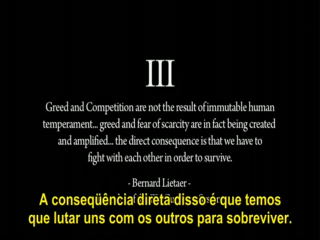 III
Greed and Competition are not the result of immutable human
temperament... greed and fear of scarcity are in fact being created
and amplified... the direct consequence is that we have to
fight with each other in order to survive.
- Bernard Lietaer -
A conseqüência direta disso é que temos
que lutar uns com os outros para sobreviver.